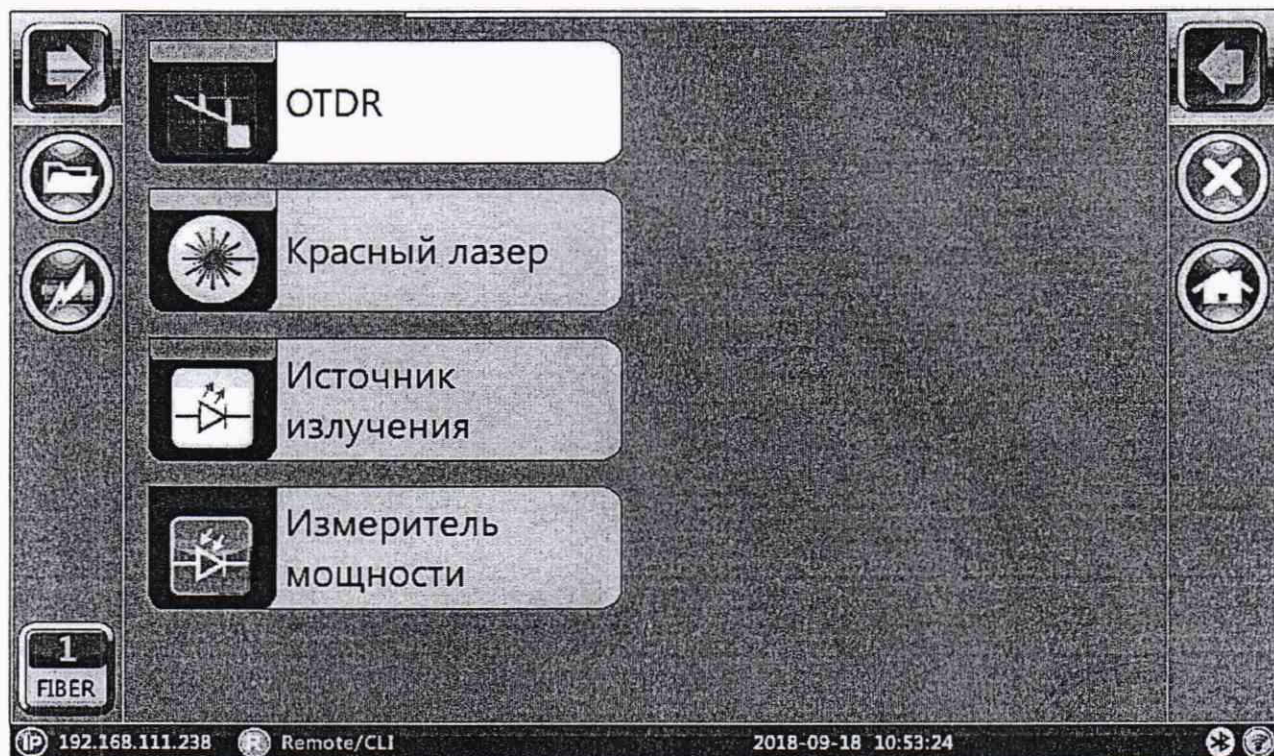 OTDR
Красный лазер
Источник
излучения
Измеритель
мощности
1
FIBER
IP 192.168.111.238 R Remote/CLI 2018-09-18 10:53:24